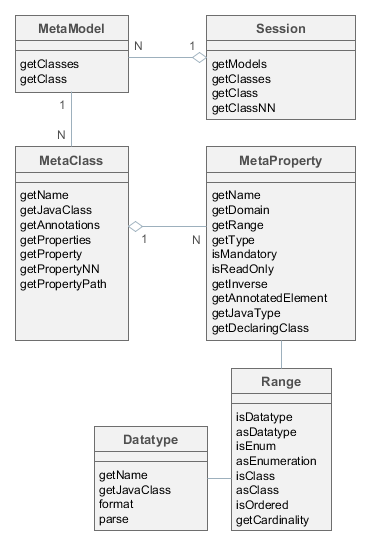 MetaModel
getClasses
getClass
N
1
Session
getModels
getClasses
getClass
getClassNN
1
N
MetaClass
getName
getJavaClass
getAnnotations
getProperties
getProperty
getPropertyNN
getPropertyPath
1
N
MetaProperty
getName
getDomain
getRange
getType
isMandatory
isReadOnly
getInverse
getAnnotatedElement
getJavaType
getDeclaringClass
Range
isDatatype
asDatatype
isEnum
asEnumeration
isClass
asClass
isOrdered
getCardinality
Datatype
getName
getJavaClass
format
parse